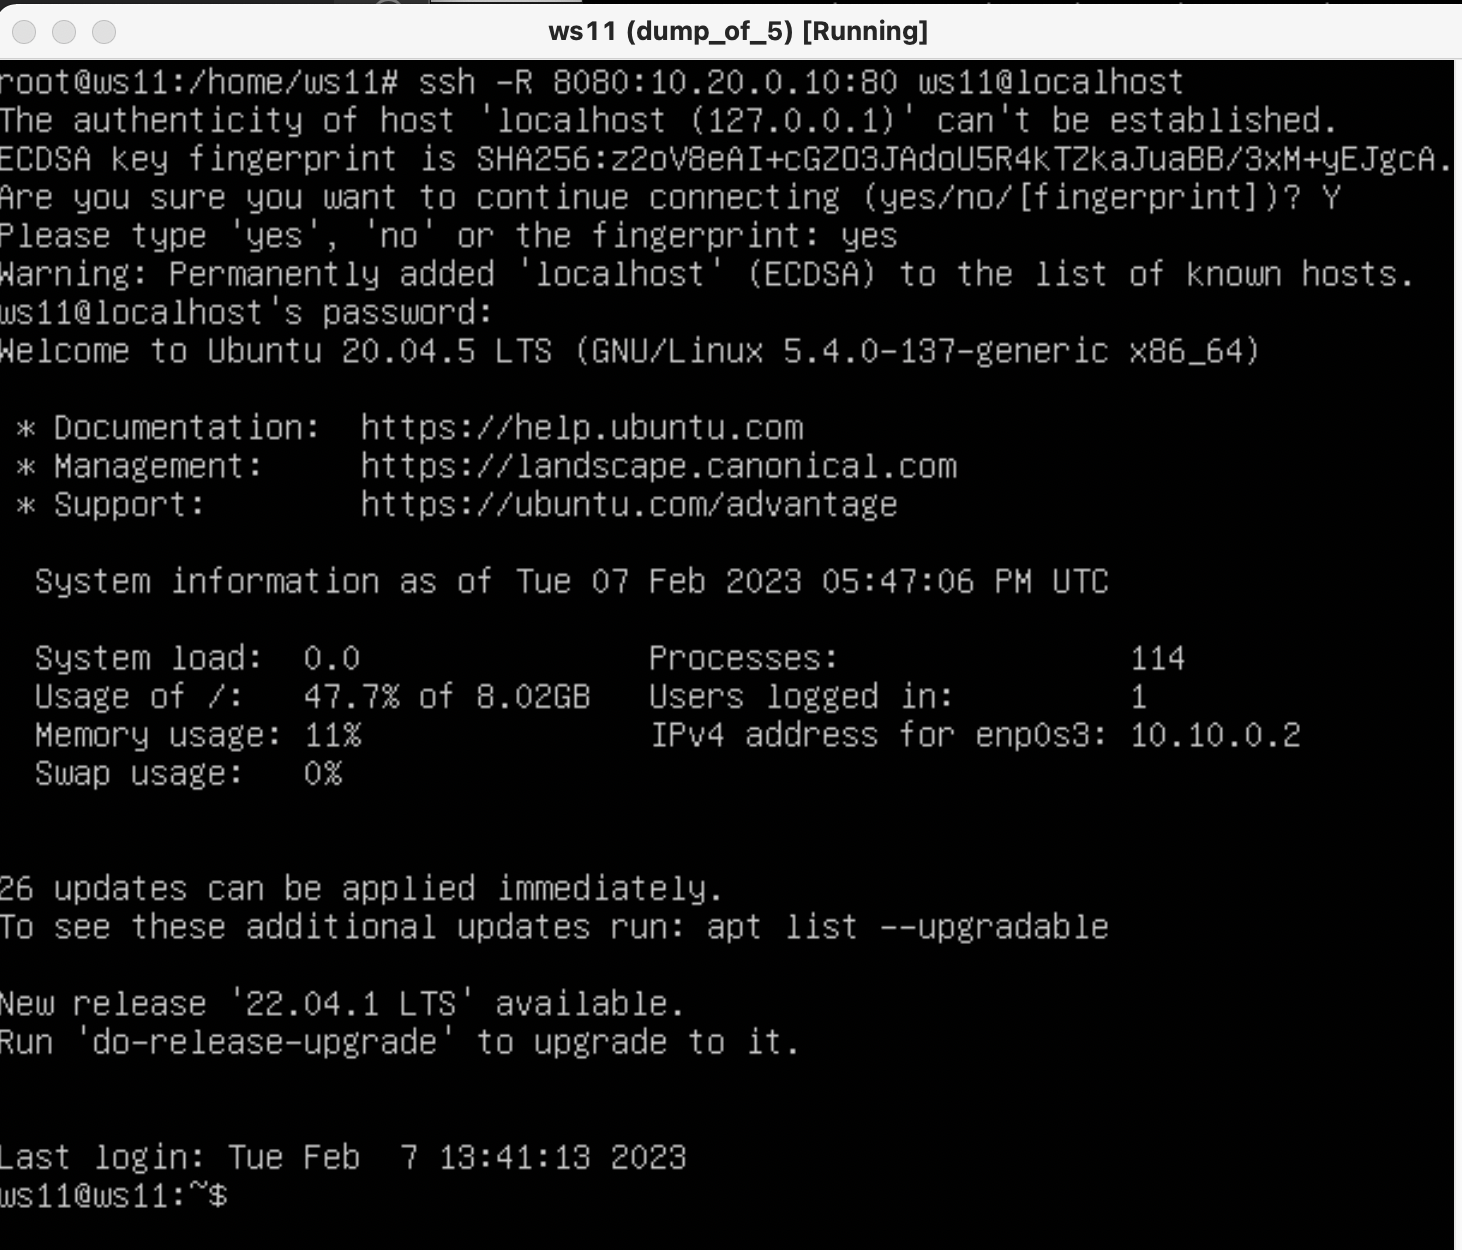 ws11 (dump_of_5) [Running]
root@ws11:/home/ws11# ssh -R 8080:10.20.0.10:80 ws11@localhost
The authenticity of host 'localhost (127.0.0.1)' can't be established.
ECDSA key fingerprint is SHA256:z2oV8eAI+cGZO3JAdoU5R4kTZkaJuaBB/3xM+yEJgcA.
Are you sure you want to continue connecting (yes/no/[fingerprint])? Y
Please type 'yes', 'no' or the fingerprint: yes
Warning: Permanently added 'localhost' (ECDSA) to the list of known hosts.
ws11@localhost's password:
Welcome to Ubuntu 20.04.5 LTS (GNU/Linux 5.4.0-137-generic x86_64)
* Documentation:  https://help.ubuntu.com
* Management:     https://landscape.canonical.com
* Support:        https://ubuntu.com/advantage
System information as of Tue 07 Feb 2023 05:47:06 PM UTC
System load:  0.0               Processes:               114
Usage of /:   47.7% of 8.02GB   Users logged in:         1
Memory usage: 11%               IPv4 address for enp0s3: 10.10.0.2
Swap usage:   0%
26 updates can be applied immediately.
To see these additional updates run: apt list --upgradable
New release '22.04.1 LTS' available.
Run 'do-release-upgrade' to upgrade to it.
Last login: Tue Feb  7 13:41:13 2023
ws11@ws11:~$